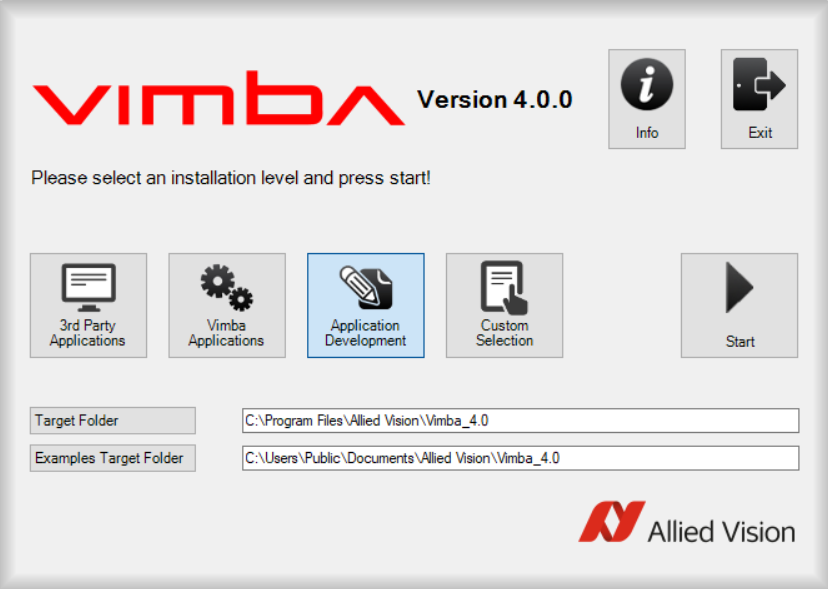 vimba Version 4.0.0
Info
Exit
Please select an installation level and press start!
3rd Party
Applications
Vimba
Applications
Application
Development
Custom
Selection
Start
Target Folder
C:\Program Files\Allied Vision\Vimba_4.0
Examples Target Folder
C:\Users\Public\Documents\Allied Vision\Vimba_4.0
Allied Vision